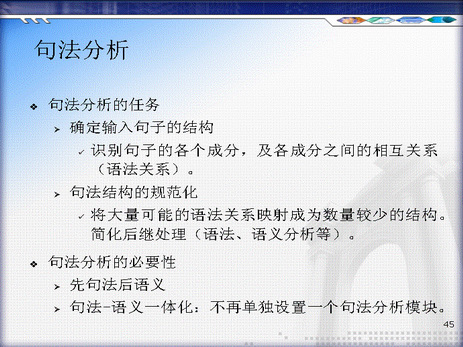 句法分析
句法分析的任务
确定输入句子的结构
识别句子的各个成分，及各成分之间的相互关系
（语法关系）。
句法结构的规范化
将大量可能的语法关系映射成为数量较少的结构。
简化后继处理（语法、语义分析等）。
句法分析的必要性
先句法后语义
句法-语义一体化：不再单独设置一个句法分析模块。
45